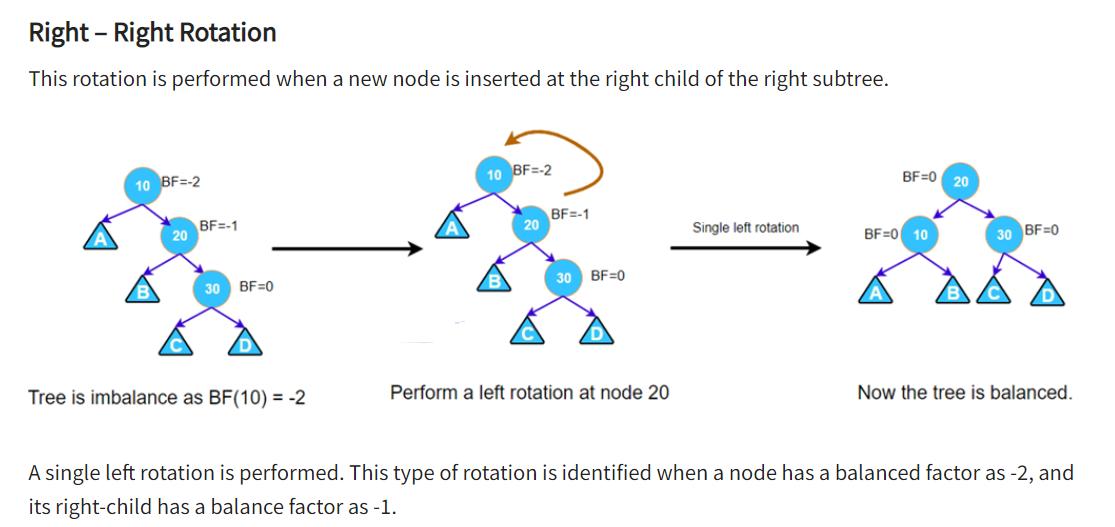 Right – Right Rotation
This rotation is performed when a new node is inserted at the right child of the right subtree.
10 BF=-2
A
20 BF=-1
B
30 BF=0
C D
Tree is imbalance as BF(10) = -2
10 BF=-2
A
20 BF=-1
B
30 BF=0
C D
Perform a left rotation at node 20
Single left rotation
BF=0 20
BF=0 10 30 BF=0
A B C D
Now the tree is balanced.
A single left rotation is performed. This type of rotation is identified when a node has a balanced factor as -2, and
its right-child has a balance factor as -1.